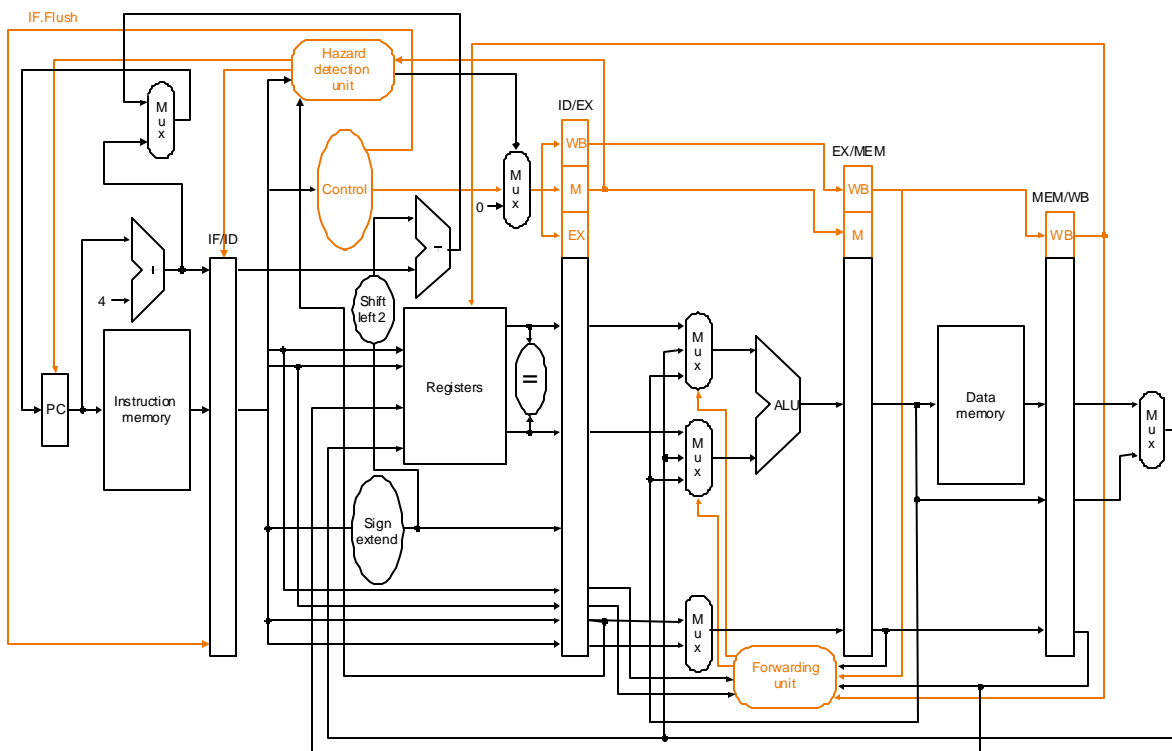 IF.Flush
Hazard
detection
unit
M
u
x
ID/EX
WB
EX/MEM
Control
M
u
x
M
WB
MEM/WB
0
EX
M
WB
IF/ID
+
−
4
Shift
left 2
M
u
x
PC
Instruction
memory
Registers
=
ALU
Data
memory
M
u
x
M
u
x
Sign
extend
M
u
x
Forwarding
unit